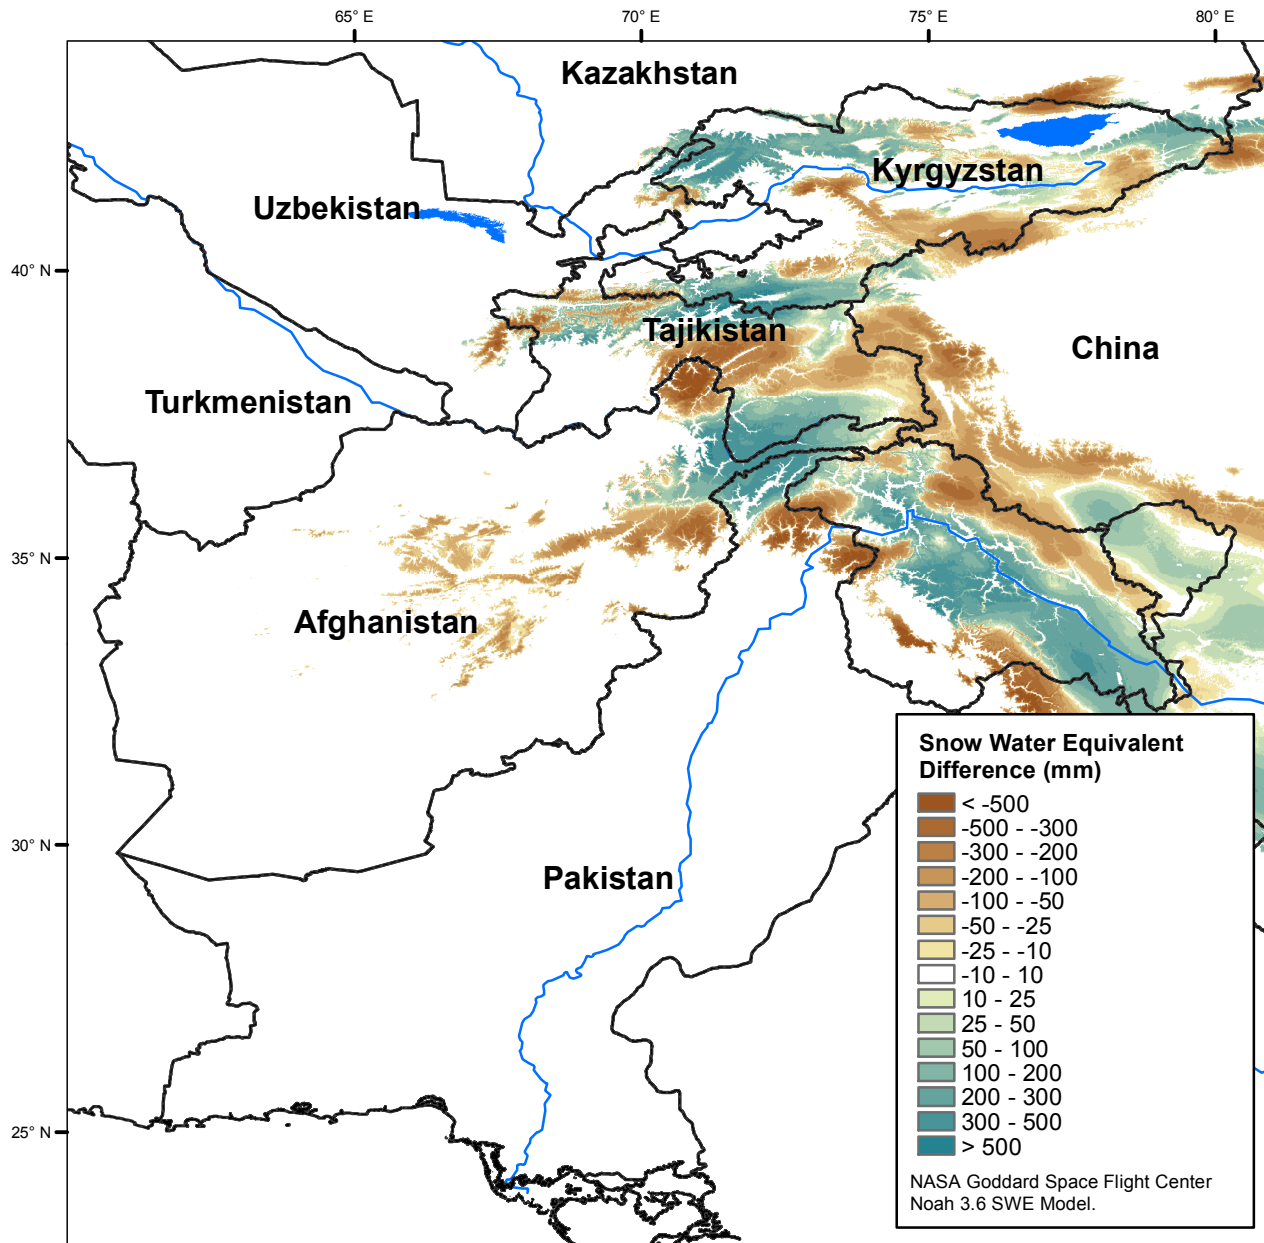 65° E
70° E
75° E
80° E
Kazakhstan
Kyrgyzstan
Uzbekistan
40° N
Tajikistan
China
Turkmenistan
35° N
Afghanistan
30° N
Pakistan
25° N
Snow Water Equivalent
Difference (mm)
< -500
-500 - -300
-300 - -200
-200 - -100
-100 - -50
-50 - -25
-25 - -10
-10 - 10
10 - 25
25 - 50
50 - 100
100 - 200
200 - 300
300 - 500
> 500
NASA Goddard Space Flight Center
Noah 3.6 SWE Model.